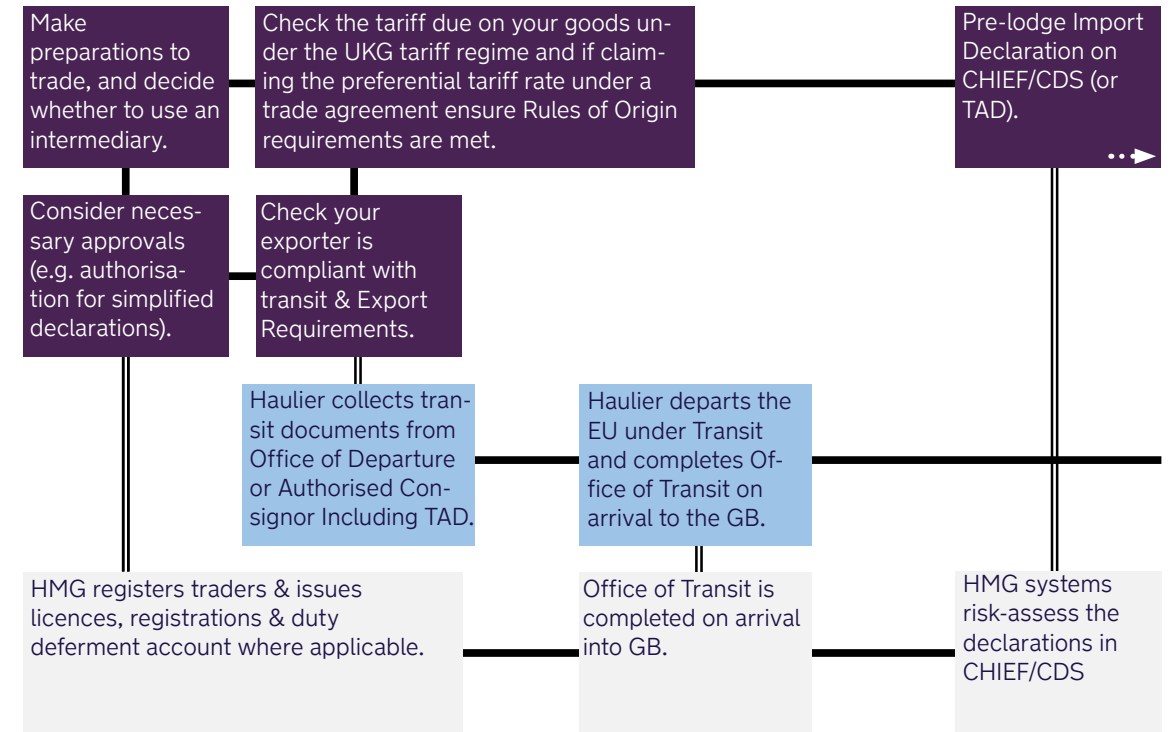 Make
preparations to
trade, and decide
whether to use an
intermediary.
Check the tariff due on your goods un-
der the UKG tariff regime and if claim-
ing the preferential tariff rate under a
trade agreement ensure Rules of Origin
requirements are met.
Pre-lodge Import
Declaration on
CHIEF/CDS (or
TAD).
Consider neces-
sary approvals
(e.g. authorisa-
tion for simplified
declarations).
Check your
exporter is
compliant with
transit & Export
Requirements.
Haulier collects tran-
sit documents from
Office of Departure
or Authorised Con-
signor Including TAD.
Haulier departs the
EU under Transit
and completes Of-
fice of Transit on
arrival to the GB.
HMG registers traders & issues
licences, registrations & duty
deferment account where applicable.
Office of Transit is
completed on arrival
into GB.
HMG systems
risk-assess the
declarations in
CHIEF/CDS